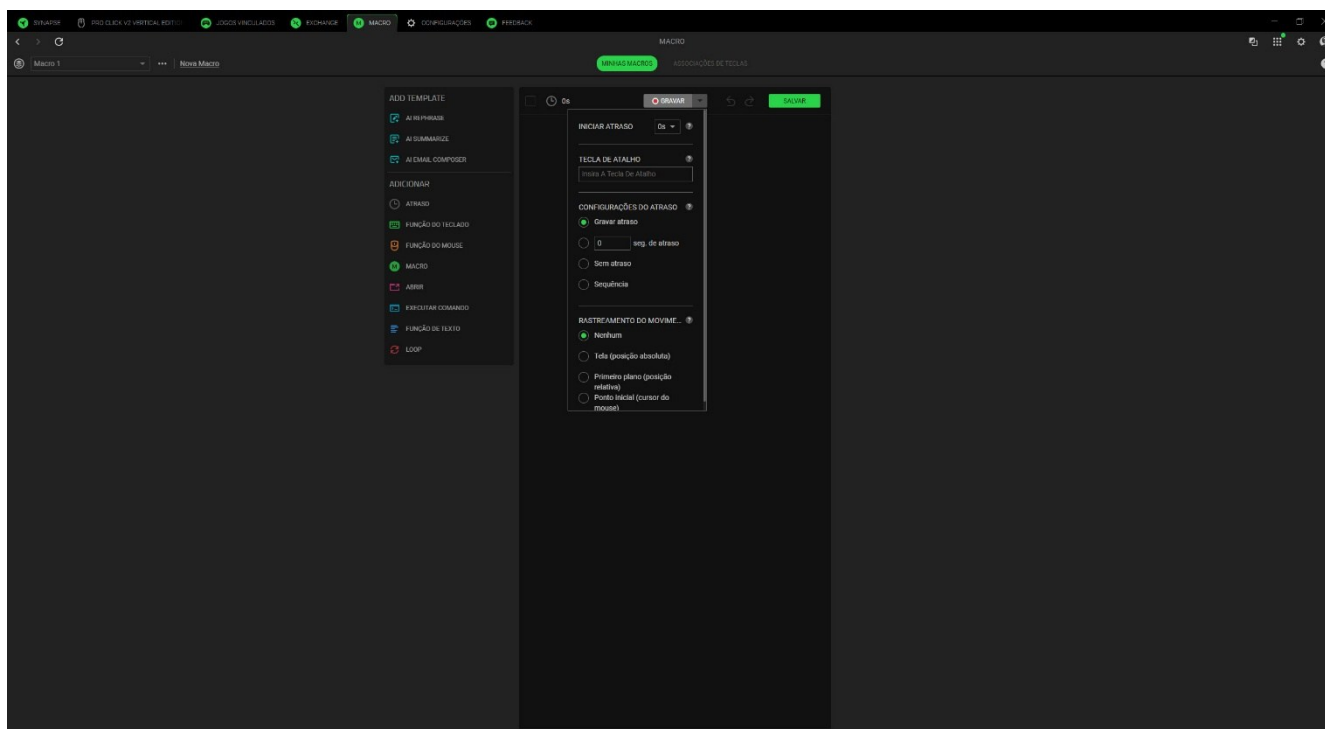 SYNAPSE PRO CLICK V2 VERTICAL EDITIO JOGOS VINCULADOS EXCHANGE MACRO CONFIGURAÇÕES FEEDBACK
MACRO
Macro 1 Nova Macro MINHAS MACROS ASSOCIAÇÕES DE TECLAS
ADD TEMPLATE
AI REPHRASE
AI SUMMARIZE
AI EMAIL COMPOSER
ADICIONAR
ATRASO
FUNÇÃO DO TECLADO
FUNÇÃO DO MOUSE
MACRO
ABRIR
EXECUTAR COMANDO
FUNÇÃO DE TEXTO
LOOP
0s GRAVAR SALVAR
INICIAR ATRASO 0s
TECLA DE ATALHO
Insira A Tecla De Atalho
CONFIGURAÇÕES DO ATRASO
Gravar atraso
0 seg. de atraso
Sem atraso
Sequência
RASTREAMENTO DO MOVIME...
Nenhum
Tela (posição absoluta)
Primeiro plano (posição
relativa)
Ponto Inicial (cursor do
mouse)